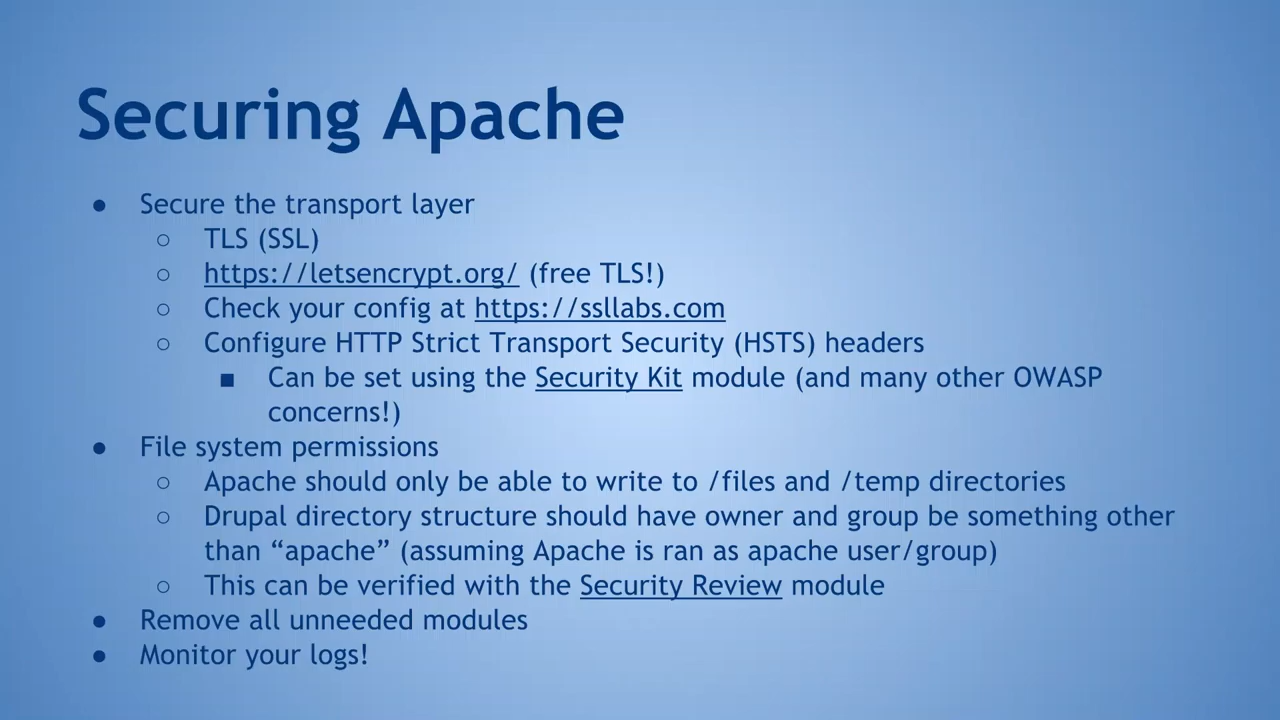 Securing Apache
● Secure the transport layer
○ TLS (SSL)
○ https://letsencrypt.org/ (free TLS!)
○ Check your config at https://ssllabs.com
○ Configure HTTP Strict Transport Security (HSTS) headers
■ Can be set using the Security Kit module (and many other OWASP
concerns!)
● File system permissions
○ Apache should only be able to write to /files and /temp directories
○ Drupal directory structure should have owner and group be something other
than “apache” (assuming Apache is ran as apache user/group)
○ This can be verified with the Security Review module
● Remove all unneeded modules
● Monitor your logs!